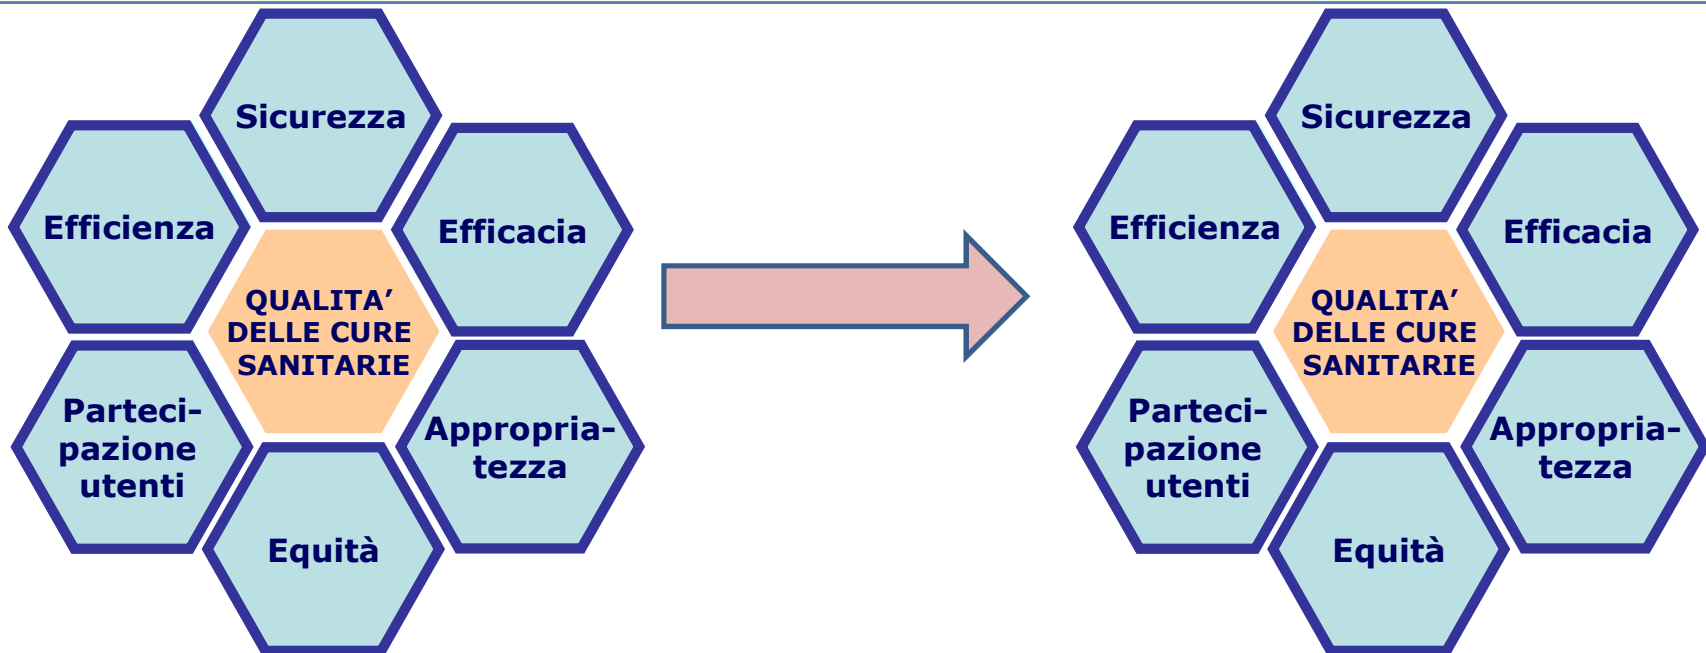 Sicurezza
Efficienza
Efficacia
QUALITA’
DELLE CURE
SANITARIE
Parteci-
pazione
utenti
Appropria-
tezza
Equità
Sicurezza
Efficienza
Efficacia
QUALITA’
DELLE CURE
SANITARIE
Parteci-
pazione
utenti
Appropria-
tezza
Equità